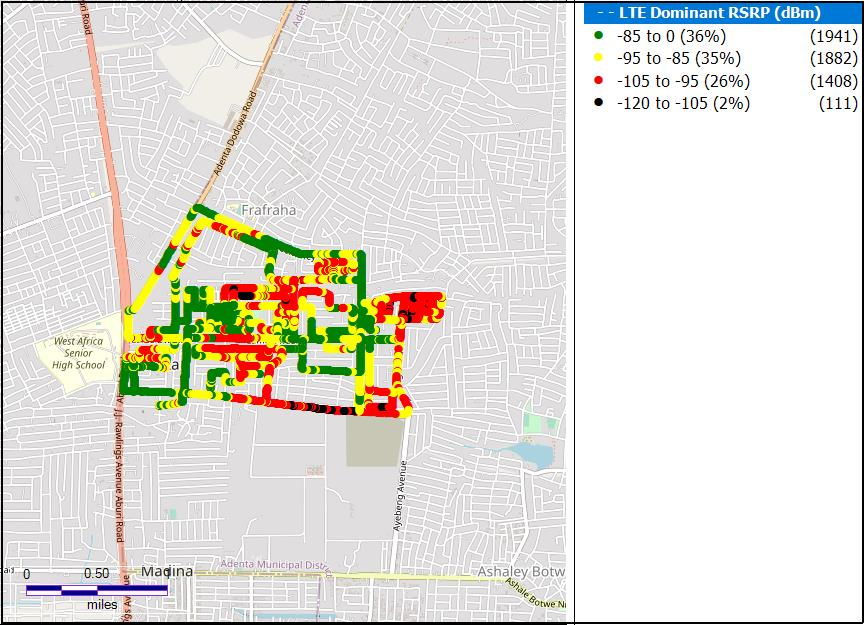 - - LTE Dominant RSRP (dBm)
-85 to 0 (36%) (1941)
-95 to -85 (35%) (1882)
-105 to -95 (26%) (1408)
-120 to -105 (2%) (111)
Adenta Dodowa Road
Frafraha
West Africa
Senior
High School
J.J. Rawlings Avenue Aburi Road
Ayebeng Avenue
Adenta Municipal District
Madina
Ashaley Botw
Ashale Botwe
0 0.50
miles